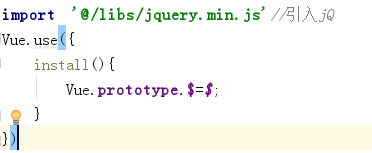 import '@/libs/jquery.min.js'//引入jQ
Vue.use({
install(){
Vue.prototype.$=$;
}
})